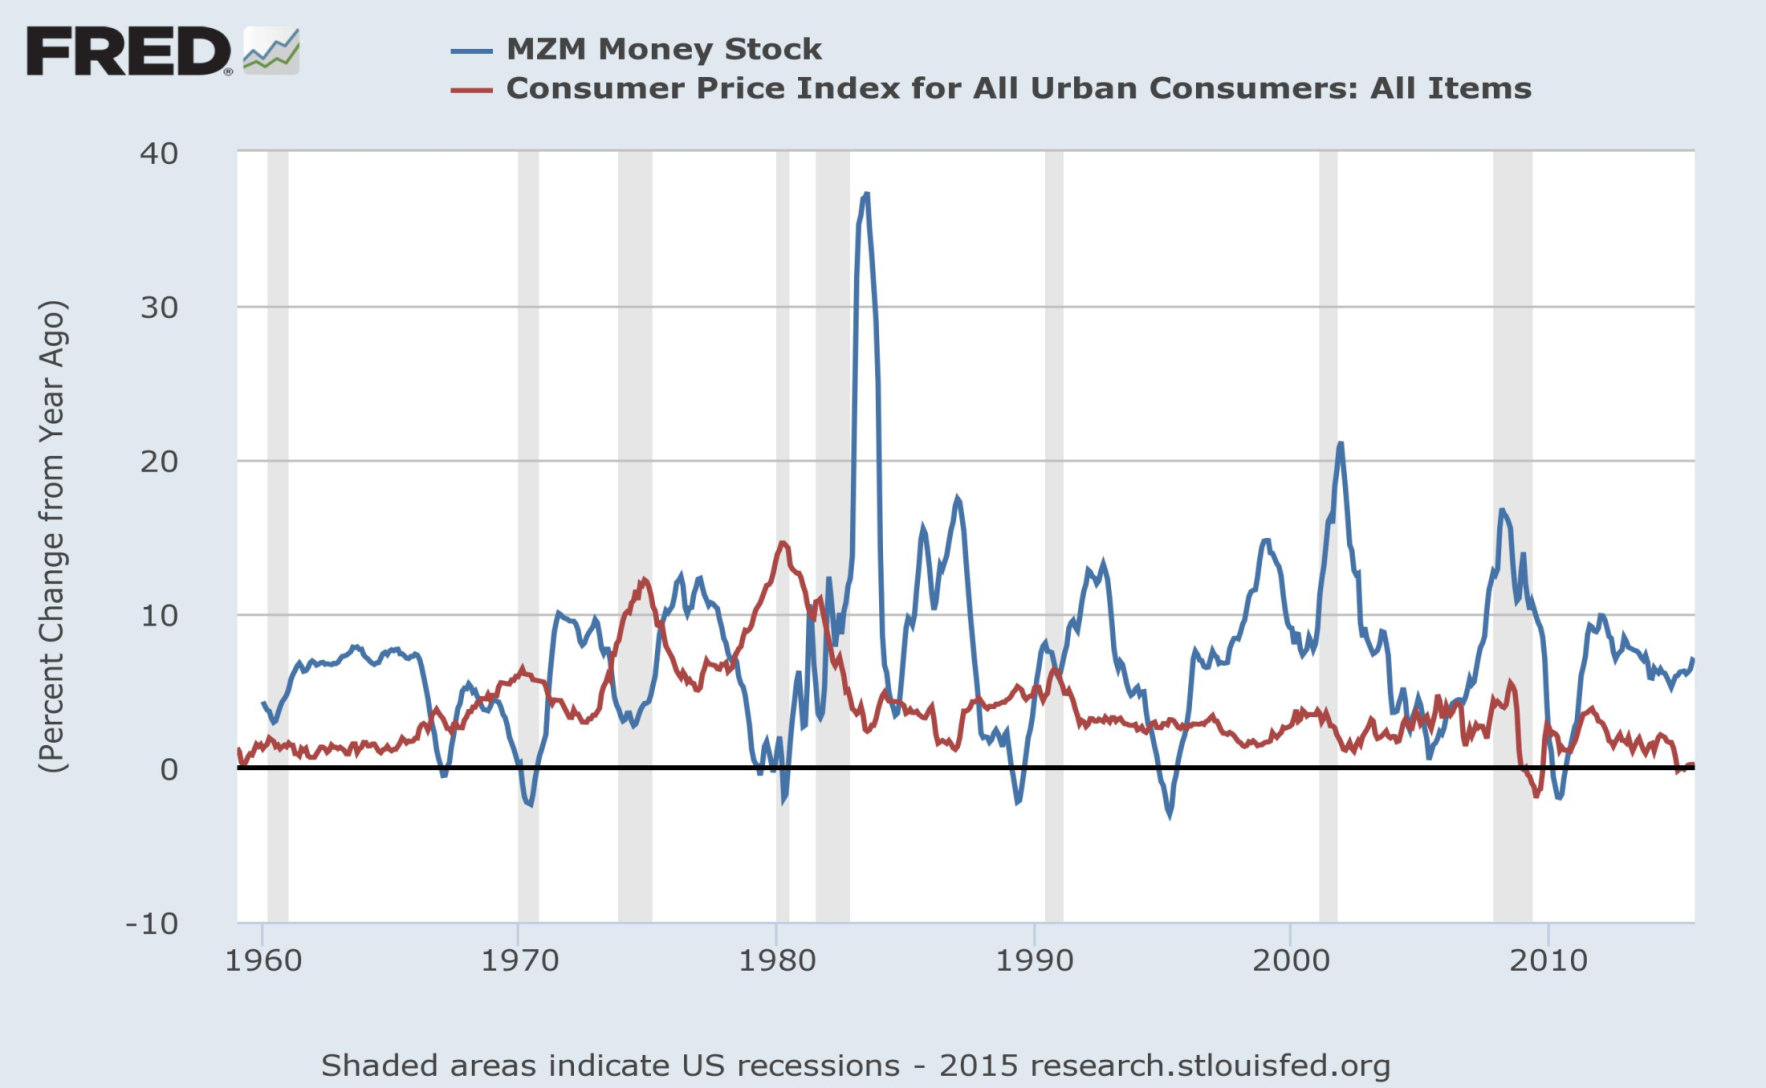 FRED®
MZM Money Stock
Consumer Price Index for All Urban Consumers: All Items
(Percent Change from Year Ago)
40
30
20
10
0
-10
1960 1970 1980 1990 2000 2010
Shaded areas indicate US recessions - 2015 research.stlouisfed.org